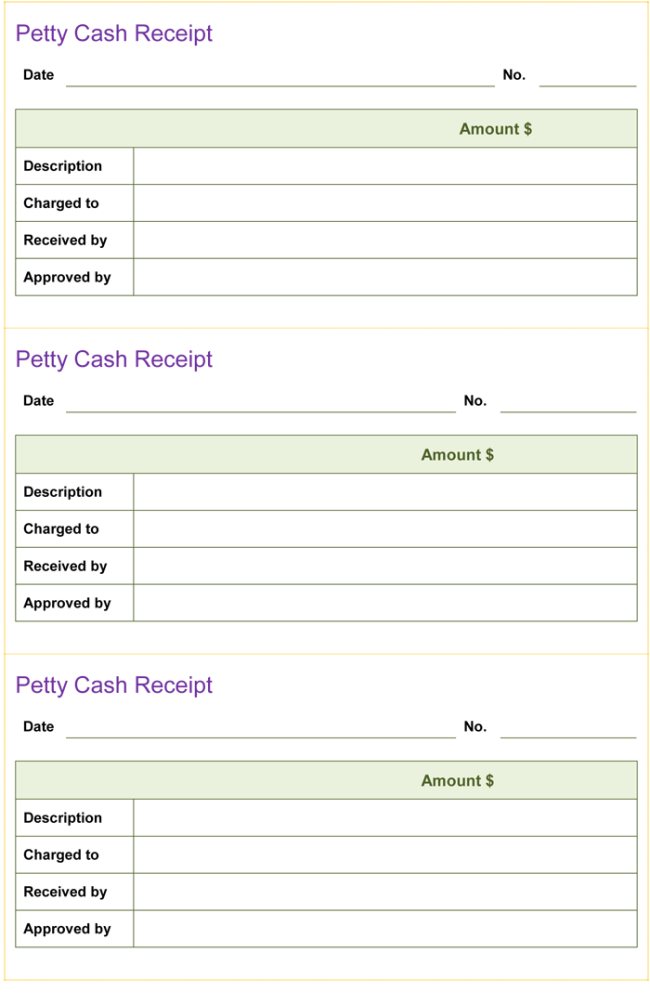 Petty Cash Receipt
Date No.
Amount $
Description
Charged to
Received by
Approved by
Petty Cash Receipt
Date No.
Amount $
Description
Charged to
Received by
Approved by
Petty Cash Receipt
Date No.
Amount $
Description
Charged to
Received by
Approved by